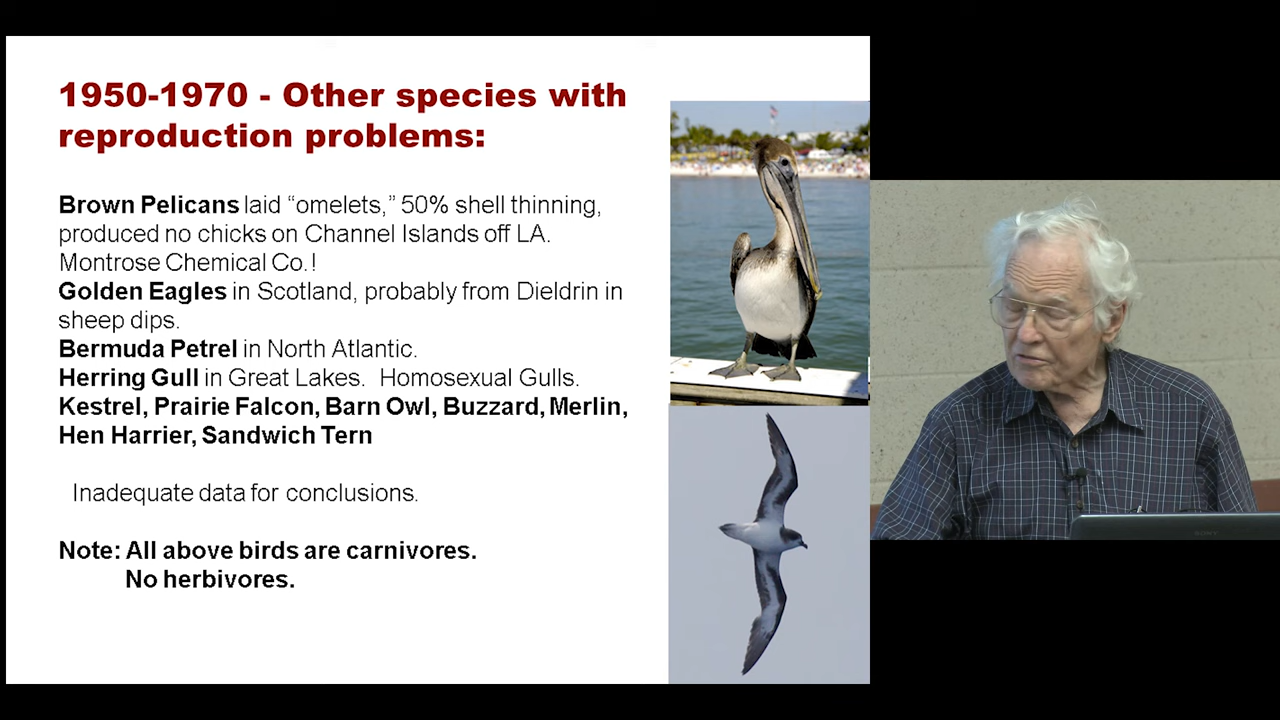 1950-1970 - Other species with
reproduction problems:
Brown Pelicans laid “omelets,” 50% shell thinning,
produced no chicks on Channel Islands off LA.
Montrose Chemical Co.!
Golden Eagles in Scotland, probably from Dieldrin in
sheep dips.
Bermuda Petrel in North Atlantic.
Herring Gull in Great Lakes. Homosexual Gulls.
Kestrel, Prairie Falcon, Barn Owl, Buzzard, Merlin,
Hen Harrier, Sandwich Tern
Inadequate data for conclusions.
Note: All above birds are carnivores.
No herbivores.
SONY